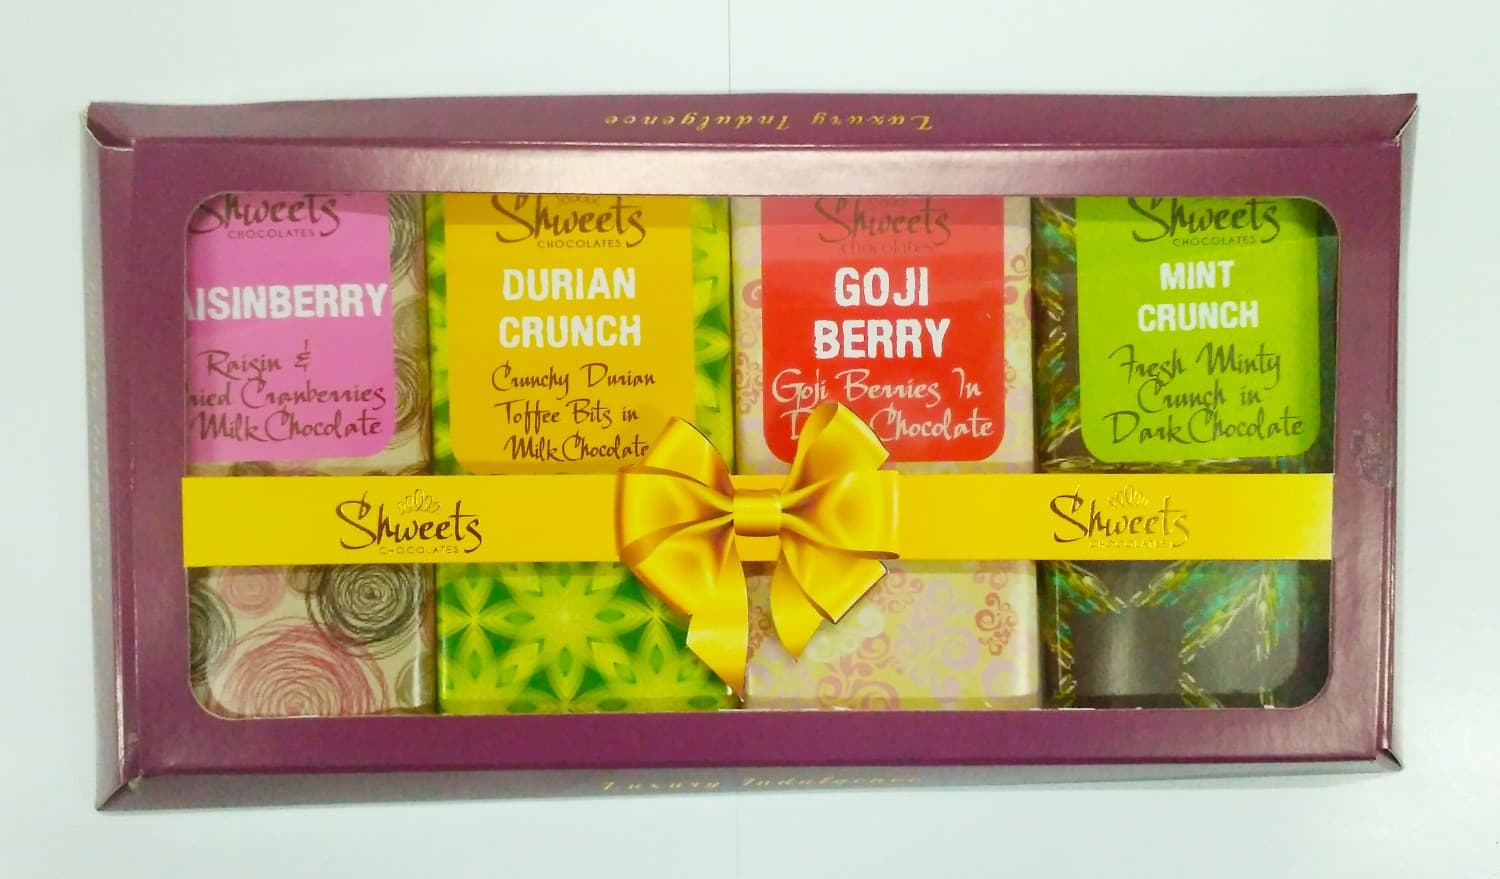 Luxury Indulgence
Shweets
CHOCOLATES
AISINBERRY
Raisin &
ried Cranberries
Milk Chocolate
Shweets
CHOCOLATES
DURIAN
CRUNCH
Crunchy Durian
Toffee Bits in
Milk Chocolate
Shweets
chocolates
GOJI
BERRY
Goji Berries In
Chocolate
Shweets
CHOCOLATES
MINT
CRUNCH
Fresh Minty
Crunch in
Dark Chocolate
Shweets
CHOCOLATES
Shweets
CHOCOLATES
Luxury Indulgence